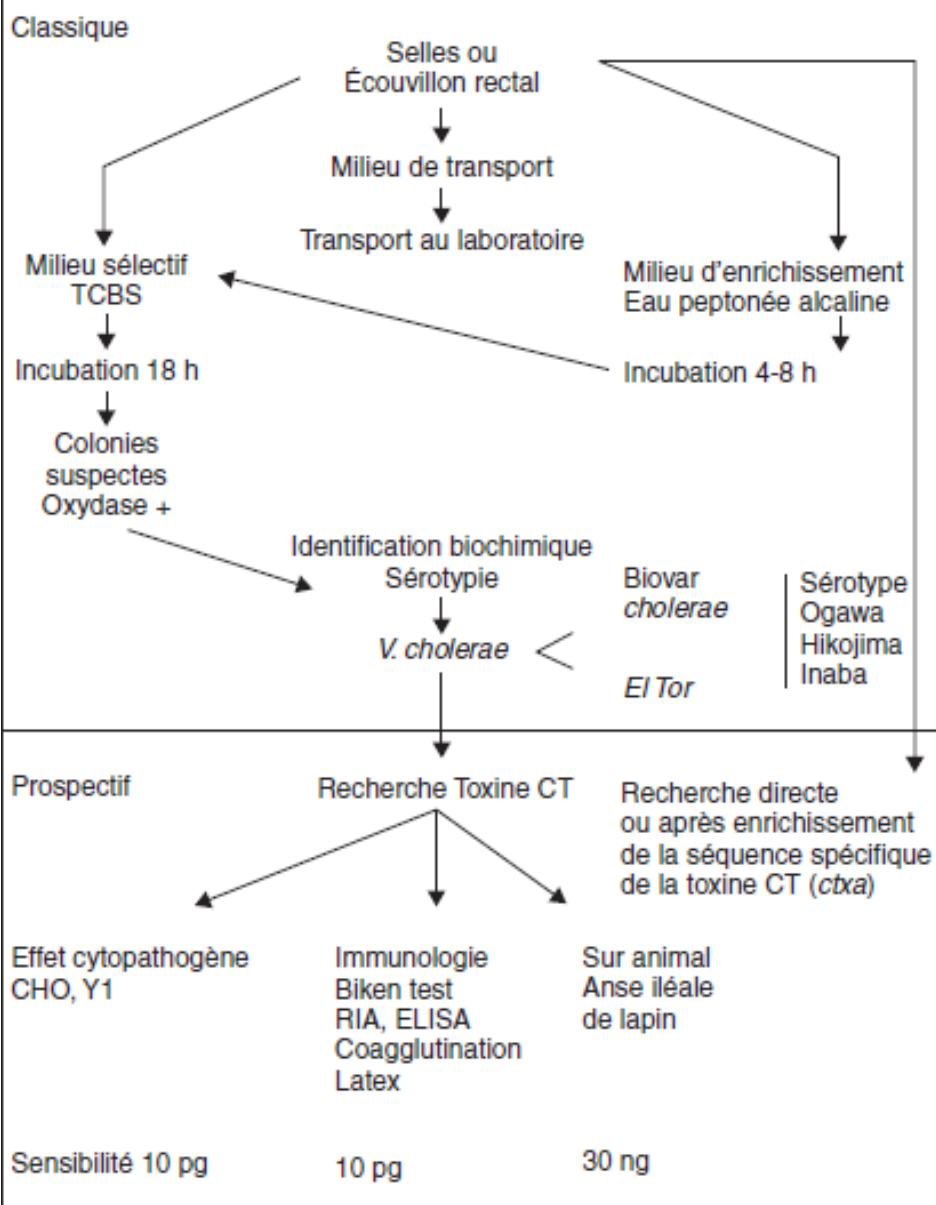 Classique
Selles ou
Écouvillon rectal
Milieu de transport
Transport au laboratoire
Milieu sélectif
TCBS
Incubation 18 h
Colonies
suspectes
Oxydase +
Milieu d'enrichissement
Eau peptonée alcaline
Incubation 4-8 h
Identification biochimique
Sérotypie
V. cholerae
Biovar
cholerae
El Tor
Sérotype
Ogawa
Hikojima
Inaba
Prospectif
Recherche Toxine CT
Recherche directe
ou après enrichissement
de la séquence spécifique
de la toxine CT (ctxa)
Effet cytopathogène
CHO, Y1
Immunologie
Biken test
RIA, ELISA
Coagglutination
Latex
Sur animal
Anse iléale
de lapin
Sensibilité 10 pg
10 pg
30 ng